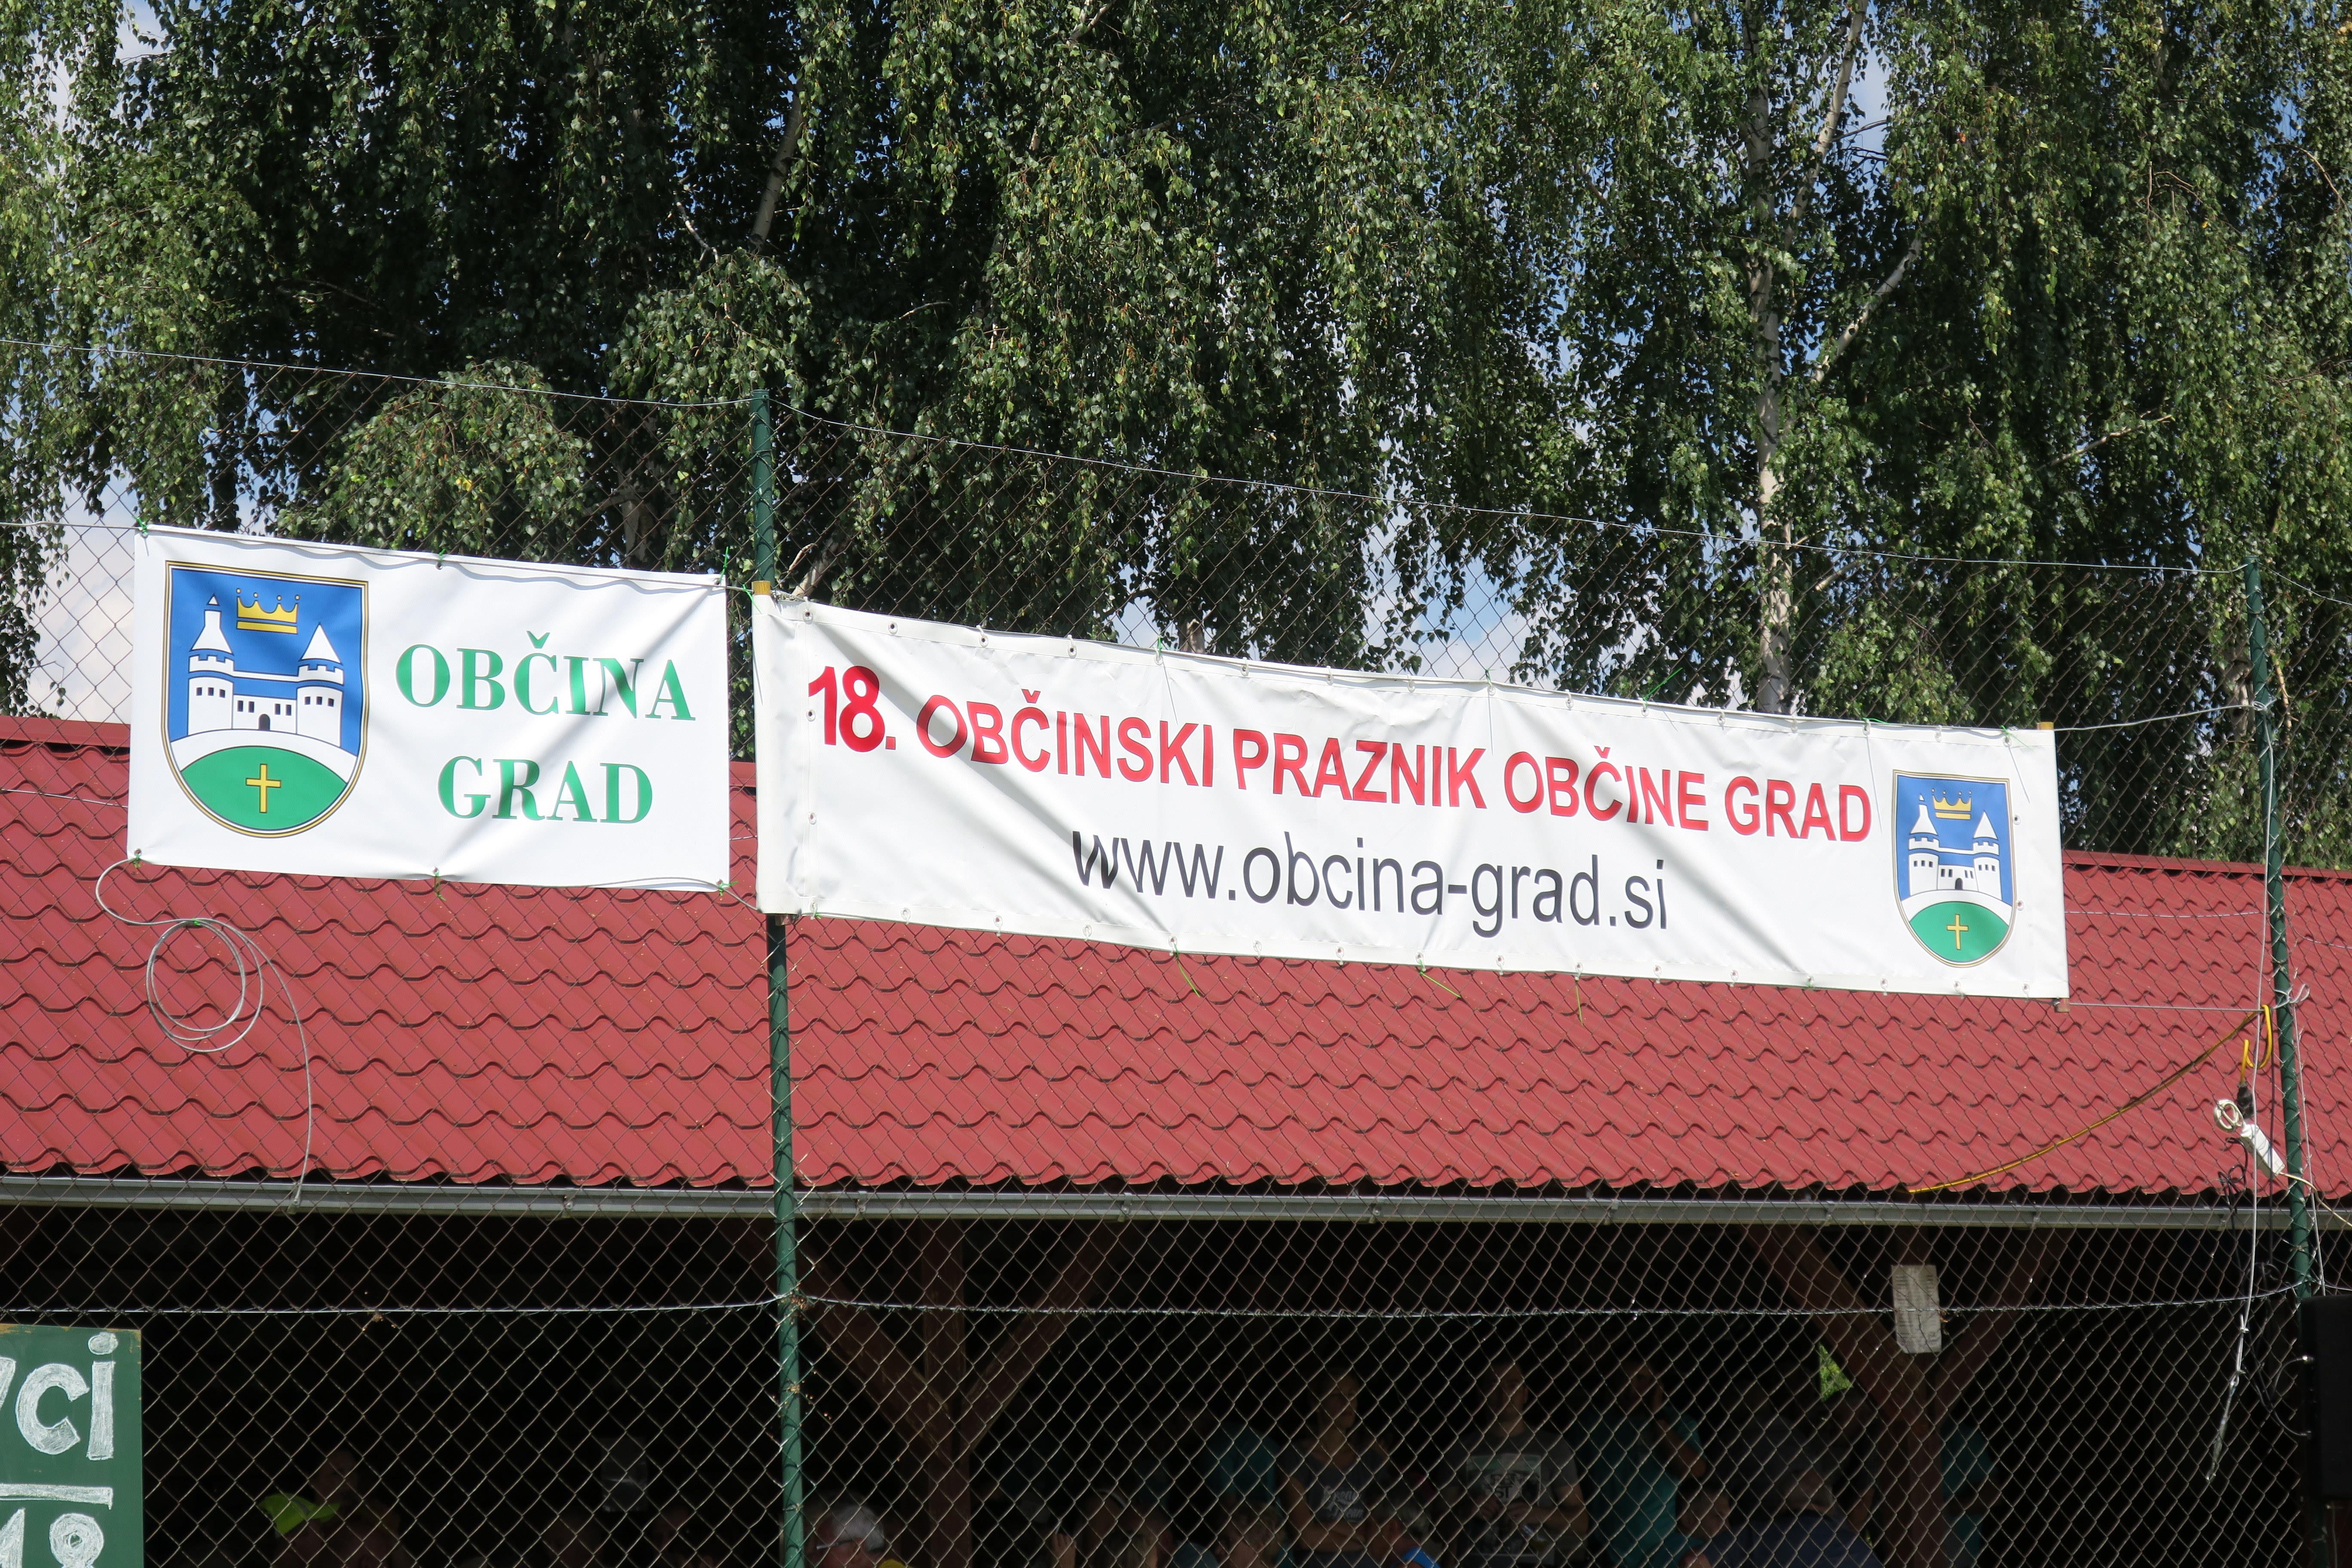 OBČINA
GRAD
18. OBČINSKI PRAZNIK OBČINE GRAD
www.obcina-grad.si